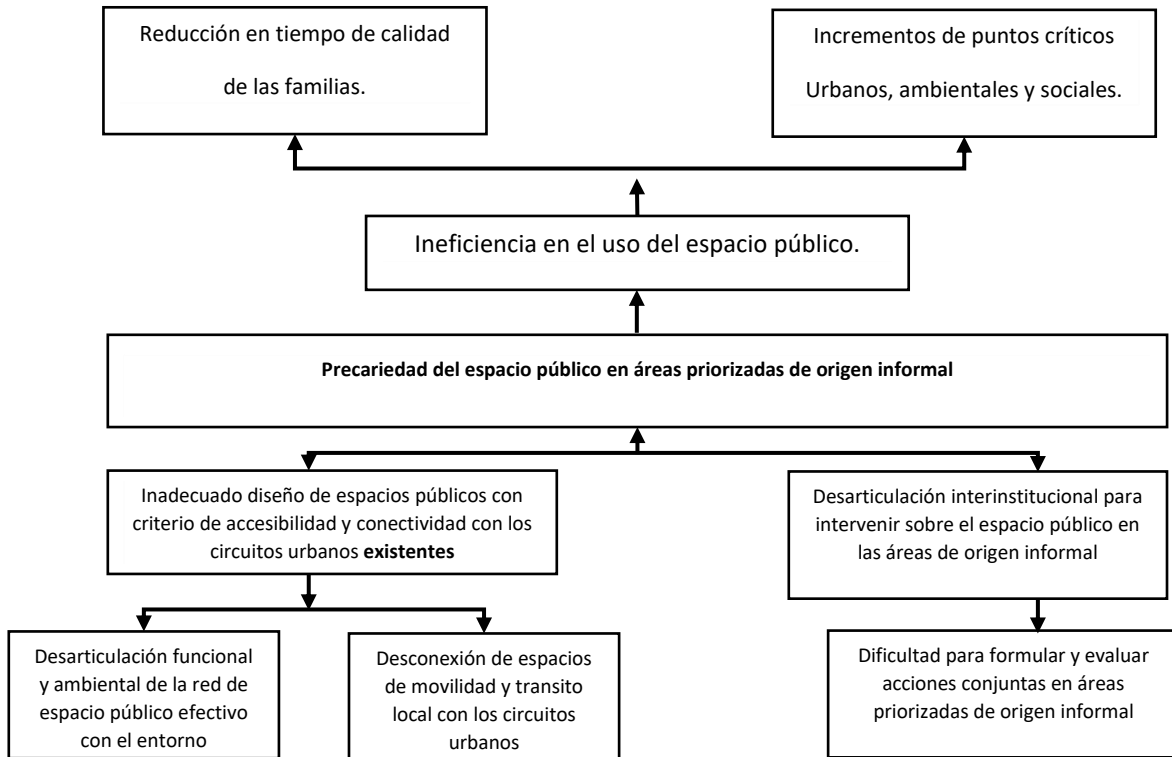 Reducción en tiempo de calidad
de las familias.
Incrementos de puntos críticos
Urbanos, ambientales y sociales.
Ineficiencia en el uso del espacio público.
Precariedad del espacio público en áreas priorizadas de origen informal
Inadecuado diseño de espacios públicos con
criterio de accesibilidad y conectividad con los
circuitos urbanos existentes
Desarticulación interinstitucional para
intervenir sobre el espacio público en
las áreas de origen informal
Desarticulación funcional
y ambiental de la red de
espacio público efectivo
con el entorno
Desconexión de espacios
de movilidad y transito
local con los circuitos
urbanos
Dificultad para formular y evaluar
acciones conjuntas en áreas
priorizadas de origen informal